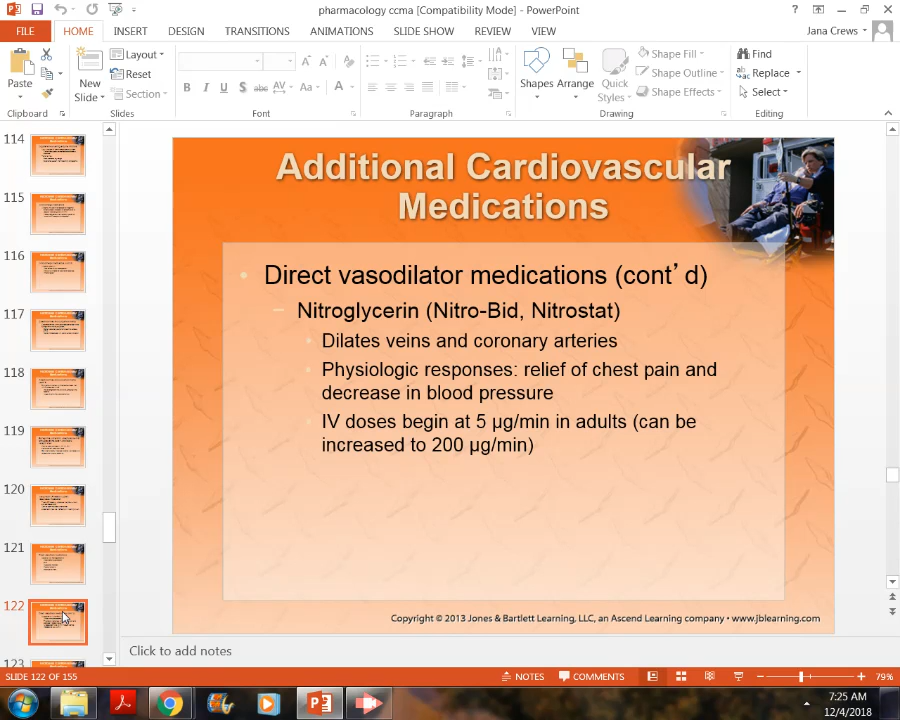 pharmacology ccma [Compatibility Mode] - PowerPoint
?
FILE
HOME
INSERT
DESIGN
TRANSITIONS
ANIMATIONS
SLIDE SHOW
REVIEW
VIEW
Jana Crews
Paste
New
Slide
Layout
Reset
Section
B I U S abc AV Aa A
Shapes
Arrange
Quick
Styles
Shape Fill
Shape Outline
Shape Effects
Find
Replace
Select
Clipboard
Slides
Font
Paragraph
Drawing
Editing
114
115
116
117
118
119
120
121
122
123
Additional Cardiovascular
Medications
• Direct vasodilator medications (cont’d)
– Nitroglycerin (Nitro-Bid, Nitrostat)
• Dilates veins and coronary arteries
• Physiologic responses: relief of chest pain and
decrease in blood pressure
• IV doses begin at 5 µg/min in adults (can be
increased to 200 µg/min)
Copyright © 2013 Jones & Bartlett Learning, LLC, an Ascend Learning company • www.jblearning.com
Click to add notes
SLIDE 122 OF 155
NOTES
COMMENTS
79%
7:25 AM
12/4/2018